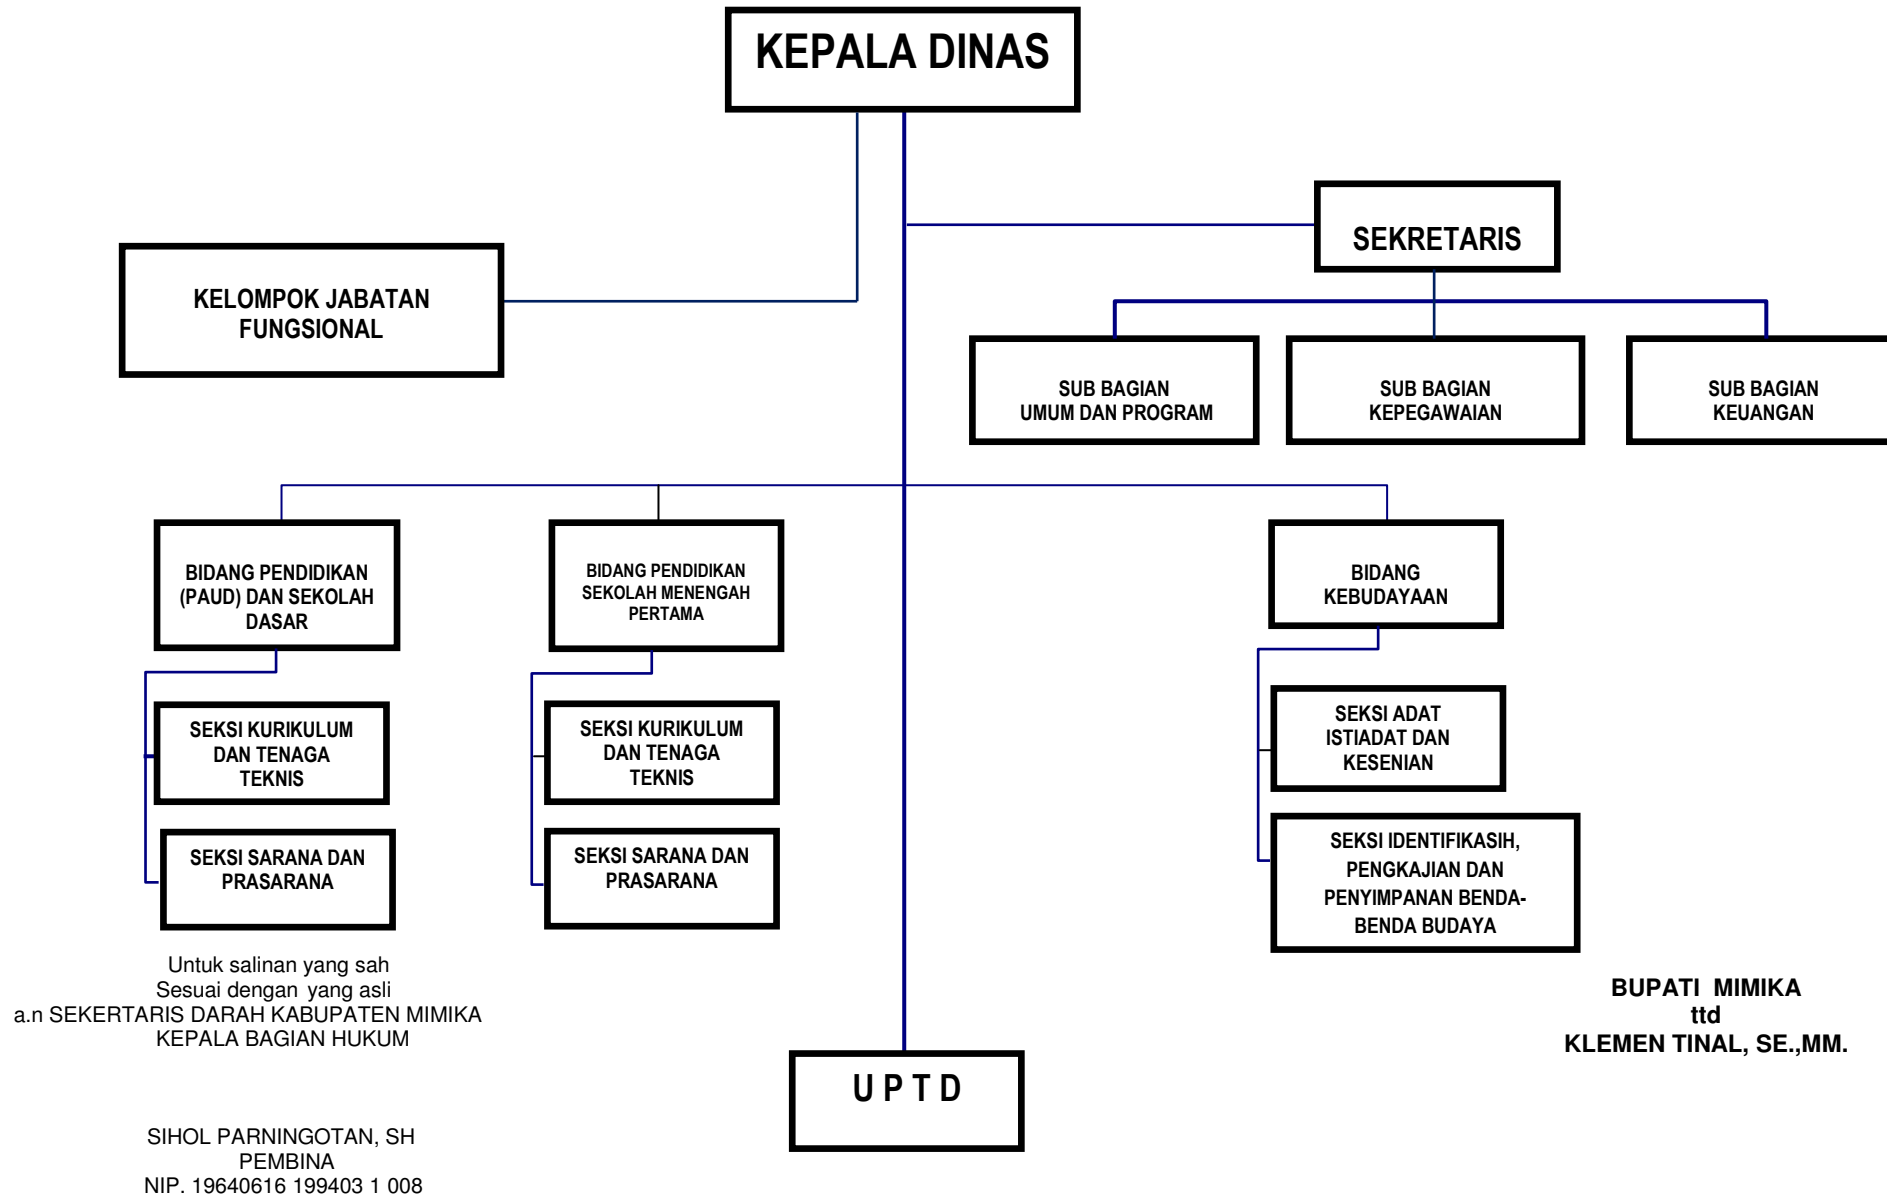 KEPALA DINAS
SEKRETARIS
KELOMPOK JABATAN
FUNGSIONAL
SUB BAGIAN
UMUM DAN PROGRAM
SUB BAGIAN
KEPEGAWAIAN
SUB BAGIAN
KEUANGAN
BIDANG PENDIDIKAN
(PAUD) DAN SEKOLAH
DASAR
BIDANG PENDIDIKAN
SEKOLAH MENENGAH
PERTAMA
BIDANG
KEBUDAYAAN
SEKSI KURIKULUM
DAN TENAGA
TEKNIS
SEKSI KURIKULUM
DAN TENAGA
TEKNIS
SEKSI ADAT
ISTIADAT DAN
KESENIAN
SEKSI SARANA DAN
PRASARANA
SEKSI SARANA DAN
PRASARANA
SEKSI IDENTIFIKASIH,
PENGKAJIAN DAN
PENYIMPANAN BENDA-
BENDA BUDAYA
Untuk salinan yang sah
Sesuai dengan yang asli
a.n SEKERTARIS DARAH KABUPATEN MIMIKA
KEPALA BAGIAN HUKUM
BUPATI MIMIKA
ttd
KLEMEN TINAL, SE.,MM.
U P T D
SIHOL PARNINGOTAN, SH
PEMBINA
NIP. 19640616 199403 1 008